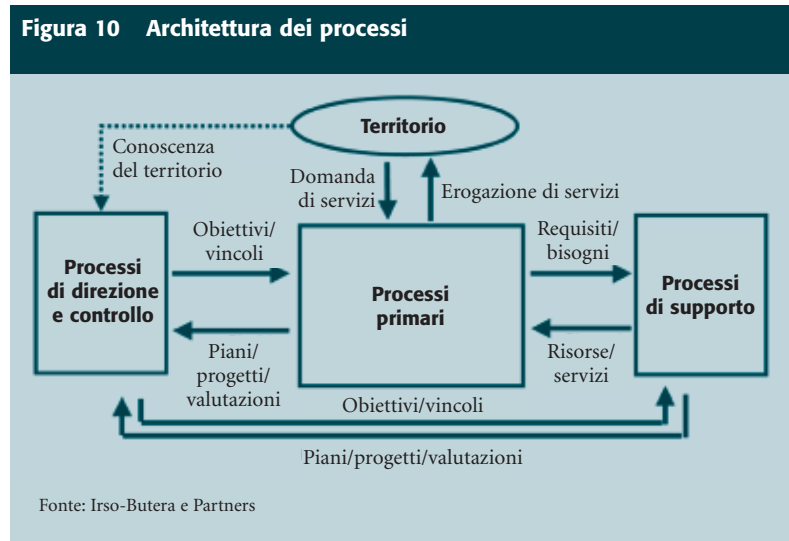 Figura 10 Architettura dei processi
Territorio
Conoscenza
del territorio
Domanda
di servizi
Erogazione di servizi
Obiettivi/
vincoli
Requisiti/
bisogni
Processi
di direzione
e controllo
Processi
primari
Processi
di supporto
Piani/
progetti/
valutazioni
Risorse/
servizi
Obiettivi/vincoli
Piani/progetti/valutazioni
Fonte: Irso-Butera e Partners